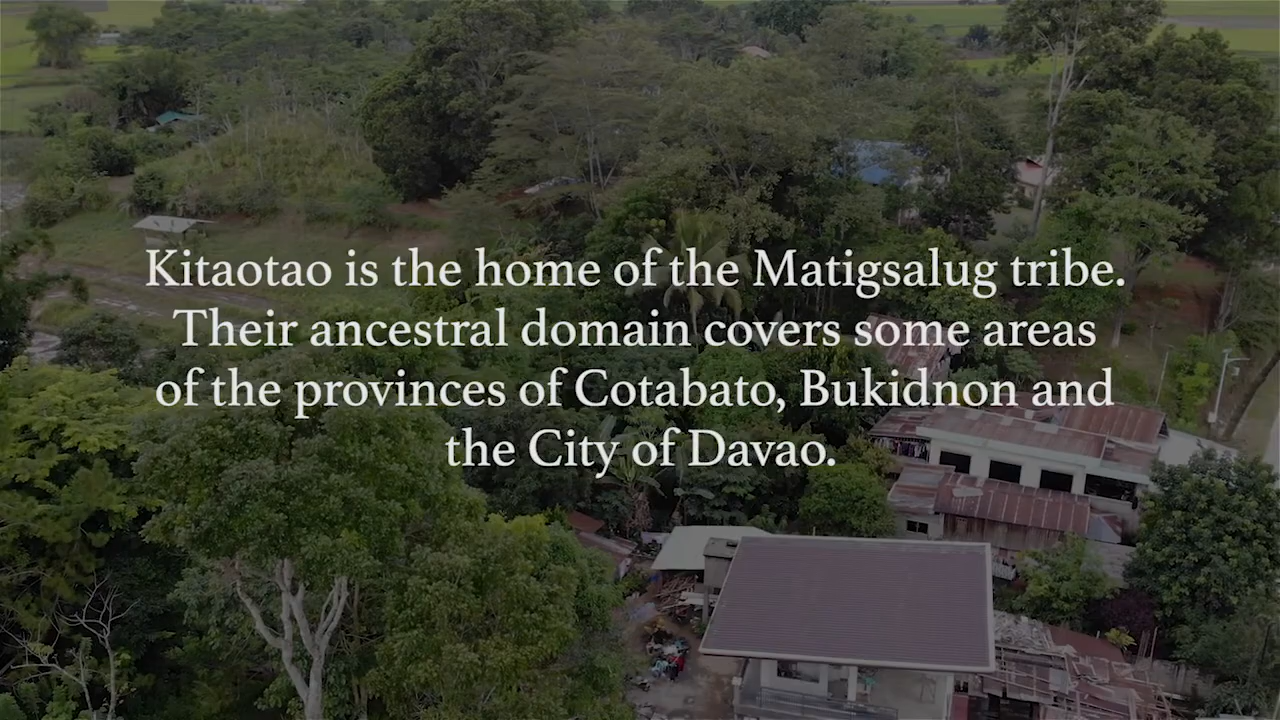 Kitaotao is the home of the Matigsalug tribe.
Their ancestral domain covers some areas
of the provinces of Cotabato, Bukidnon and
the City of Davao.